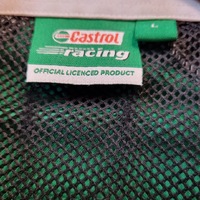 Castrol
L
racing
OFFICIAL LICENCED PRODUCT